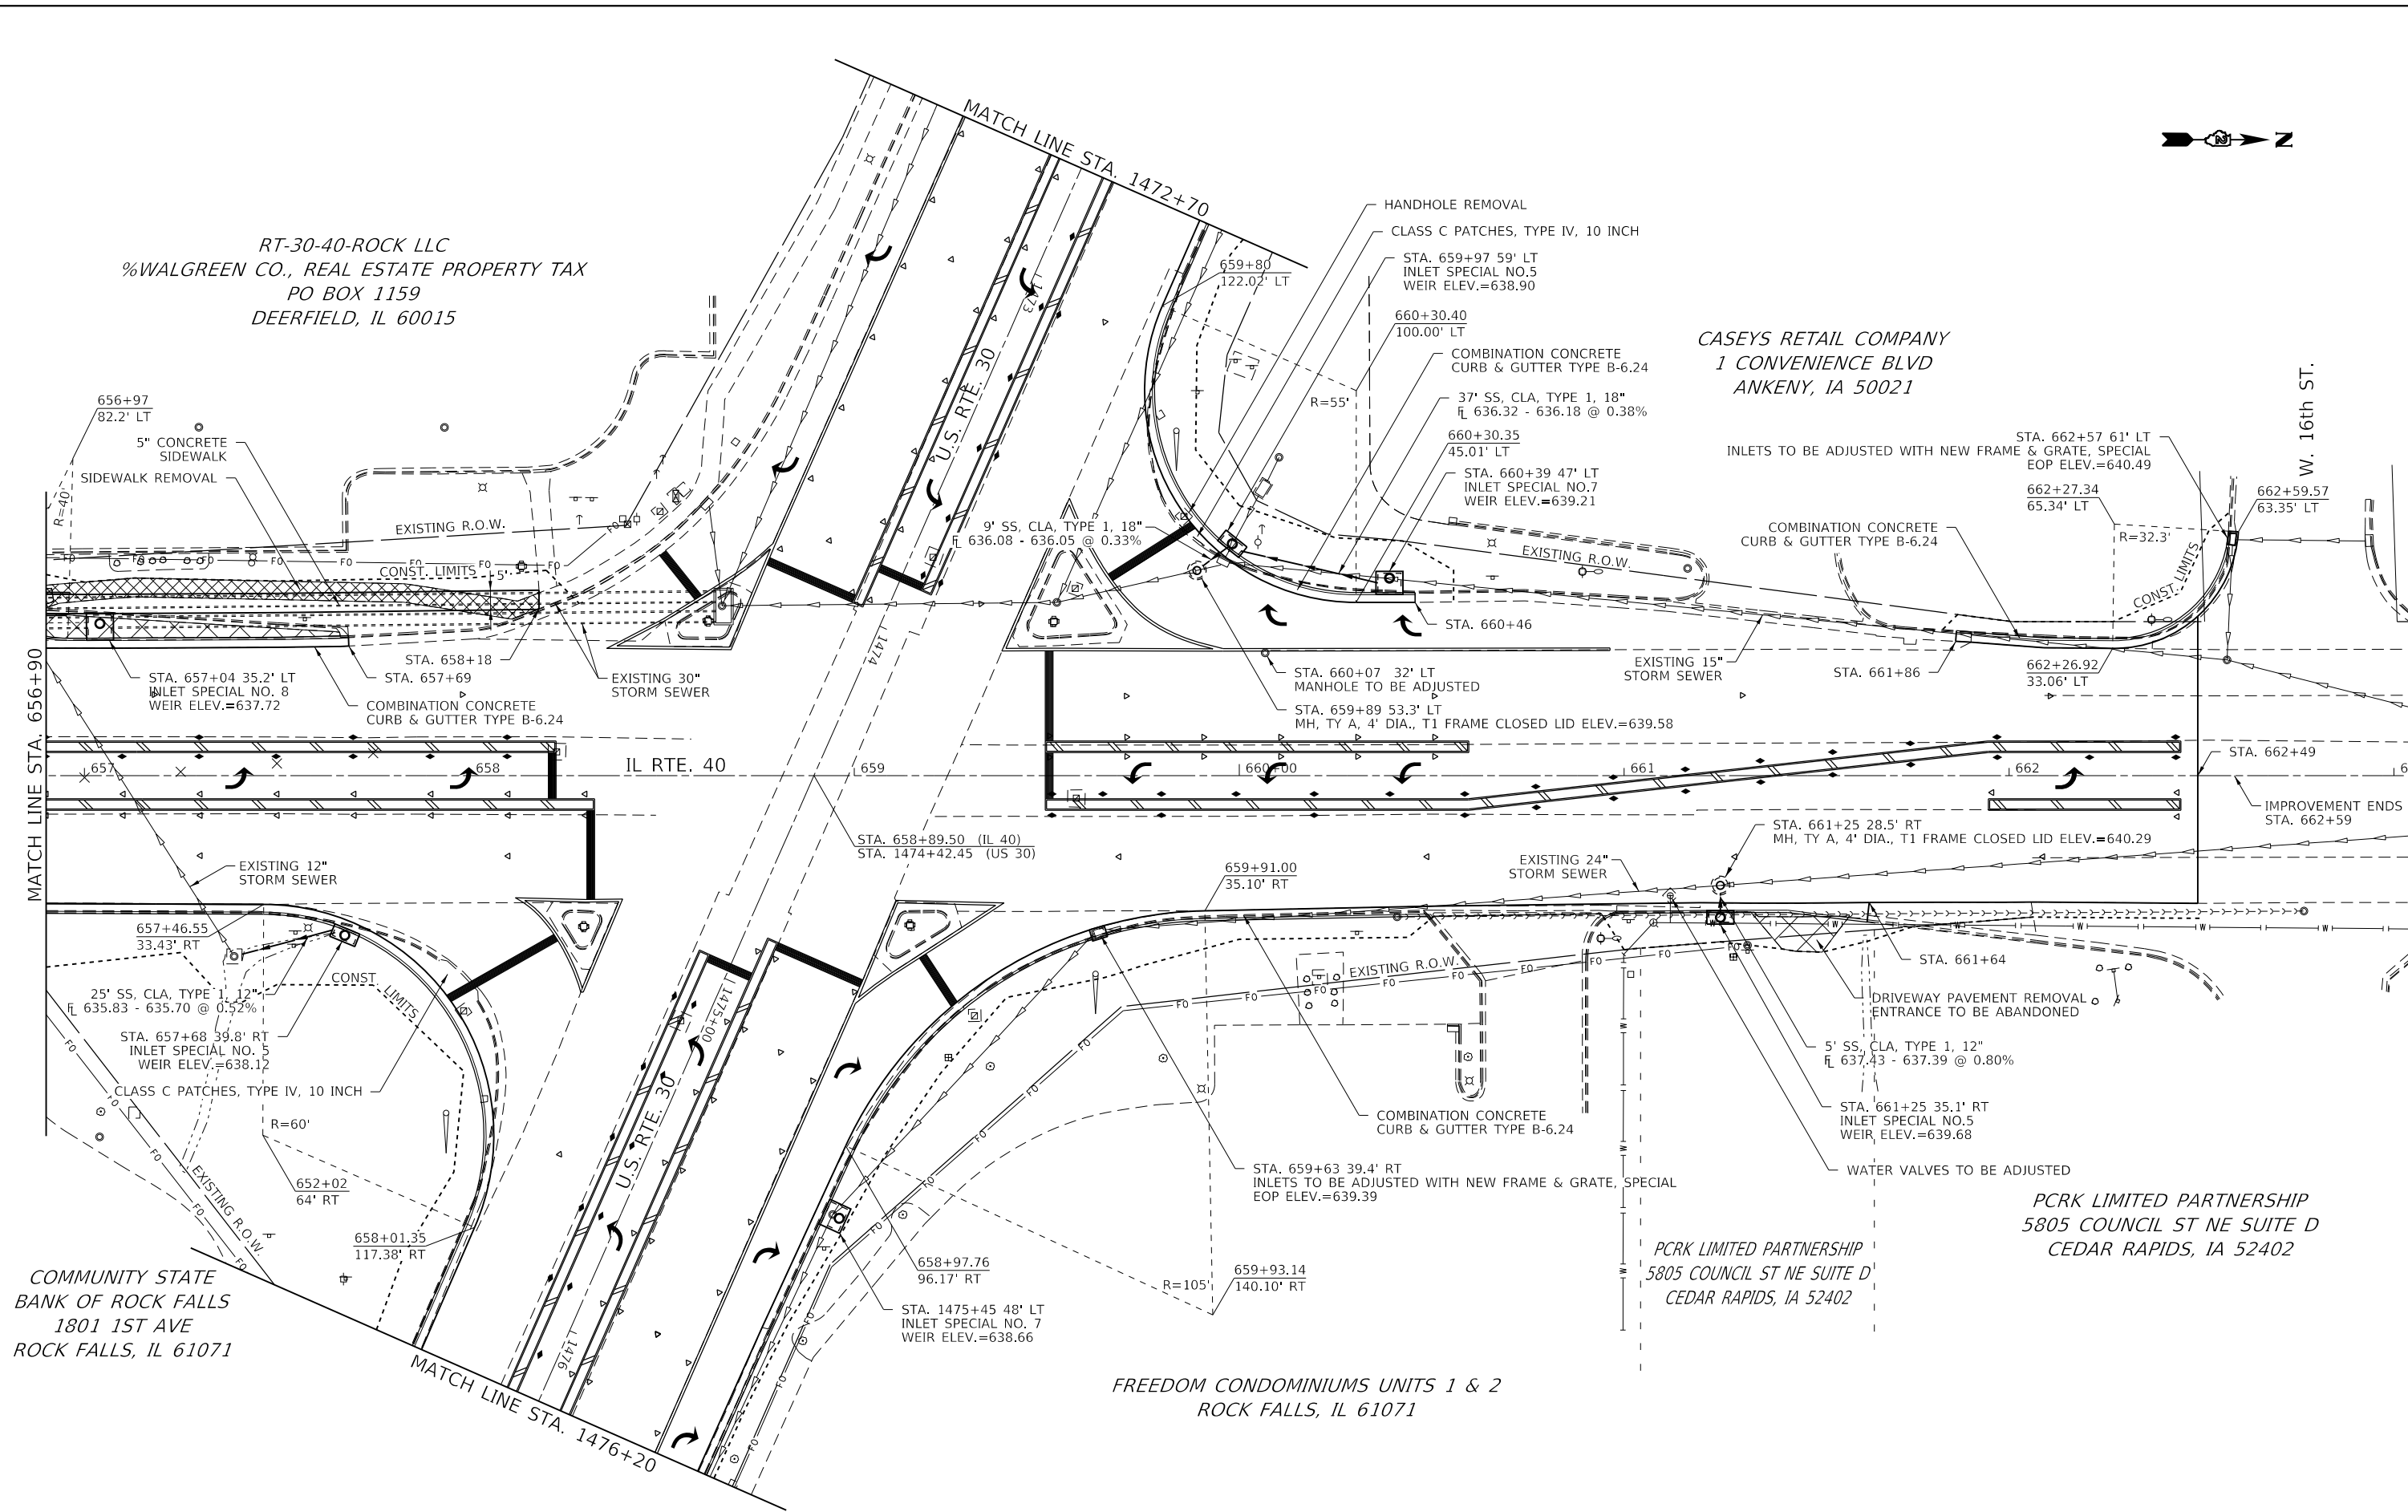 MATCH LINE STA. 1472+70
N
RT-30-40-ROCK LLC
%WALGREEN CO., REAL ESTATE PROPERTY TAX
PO BOX 1159
DEERFIELD, IL 60015
HANDHOLE REMOVAL
CLASS C PATCHES, TYPE IV, 10 INCH
STA. 659+97 59' LT
INLET SPECIAL NO.5
WEIR ELEV.=638.90
659+80
122.02' LT
660+30.40
100.00' LT
COMBINATION CONCRETE
CURB & GUTTER TYPE B-6.24
R=55'
37' SS, CLA, TYPE 1, 18"
FL 636.32 - 636.18 @ 0.38%
660+30.35
45.01' LT
STA. 660+39 47' LT
INLET SPECIAL NO.7
WEIR ELEV.=639.21
CASEYS RETAIL COMPANY
1 CONVENIENCE BLVD
ANKENY, IA 50021
W. 16th ST.
STA. 662+57 61' LT
INLETS TO BE ADJUSTED WITH NEW FRAME & GRATE, SPECIAL
EOP ELEV.=640.49
662+27.34
65.34' LT
662+59.57
63.35' LT
COMBINATION CONCRETE
CURB & GUTTER TYPE B-6.24
R=32.3'
CONST LIMITS
656+97
82.2' LT
5" CONCRETE
SIDEWALK
SIDEWALK REMOVAL
R=40'
EXISTING R.O.W.
FO
FO
FO
FO
FO
FO
FO
CONST. LIMITS
5'
1473
U.S. RTE. 30
9' SS, CLA, TYPE 1, 18"
FL 636.08 - 636.05 @ 0.33%
EXISTING R.O.W.
STA. 660+46
1474
STA. 658+18
STA. 657+69
EXISTING 30"
STORM SEWER
STA. 657+04 35.2' LT
INLET SPECIAL NO. 8
WEIR ELEV.=637.72
COMBINATION CONCRETE
CURB & GUTTER TYPE B-6.24
STA. 660+07 32' LT
MANHOLE TO BE ADJUSTED
STA. 659+89 53.3' LT
MH, TY A, 4' DIA., T1 FRAME CLOSED LID ELEV.=639.58
EXISTING 15"
STORM SEWER
STA. 661+86
662+26.92
33.06' LT
MATCH LINE STA. 656+90
657
658
IL RTE. 40
659
660+00
661
662
6
STA. 662+49
IMPROVEMENT ENDS
STA. 662+59
STA. 658+89.50 (IL 40)
STA. 1474+42.45 (US 30)
STA. 661+25 28.5' RT
MH, TY A, 4' DIA., T1 FRAME CLOSED LID ELEV.=640.29
EXISTING 12"
STORM SEWER
659+91.00
35.10' RT
EXISTING 24"
STORM SEWER
657+46.55
33.43' RT
CONST
LIMITS
25' SS, CLA, TYPE 1, 12"
FL 635.83 - 635.70 @ 0.52%
STA. 657+68 39.8' RT
INLET SPECIAL NO. 5
WEIR ELEV.=638.12
CLASS C PATCHES, TYPE IV, 10 INCH
1475+00
U.S. RTE. 30
EXISTING R.O.W.
FO
FO
FO
FO
FO
FO
W
W
W
W
W
W
STA. 661+64
DRIVEWAY PAVEMENT REMOVAL
ENTRANCE TO BE ABANDONED
5' SS, CLA, TYPE 1, 12"
FL 637.43 - 637.39 @ 0.80%
STA. 661+25 35.1' RT
INLET SPECIAL NO.5
WEIR ELEV.=639.68
WATER VALVES TO BE ADJUSTED
COMBINATION CONCRETE
CURB & GUTTER TYPE B-6.24
STA. 659+63 39.4' RT
INLETS TO BE ADJUSTED WITH NEW FRAME & GRATE, SPECIAL
EOP ELEV.=639.39
R=60'
652+02
64' RT
EXISTING R.O.W.
658+01.35
117.38' RT
658+97.76
96.17' RT
R=105'
659+93.14
140.10' RT
STA. 1475+45 48' LT
INLET SPECIAL NO. 7
WEIR ELEV.=638.66
1476
PCRK LIMITED PARTNERSHIP
5805 COUNCIL ST NE SUITE D
CEDAR RAPIDS, IA 52402
PCRK LIMITED PARTNERSHIP
5805 COUNCIL ST NE SUITE D
CEDAR RAPIDS, IA 52402
COMMUNITY STATE
BANK OF ROCK FALLS
1801 1ST AVE
ROCK FALLS, IL 61071
MATCH LINE STA. 1476+20
FREEDOM CONDOMINIUMS UNITS 1 & 2
ROCK FALLS, IL 61071